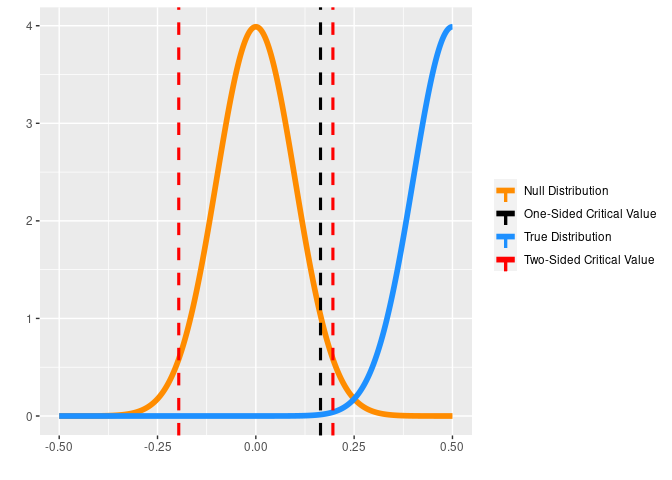 4
3
2
1
0
-0.50 -0.25 0.00 0.25 0.50
Null Distribution
One-Sided Critical Value
True Distribution
Two-Sided Critical Value